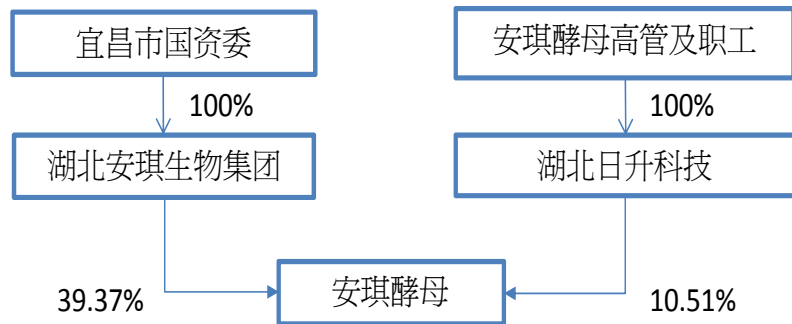 宜昌市国资委
安琪酵母高管及职工
100%
100%
湖北安琪生物集团
湖北日升科技
39.37%
安琪酵母
10.51%